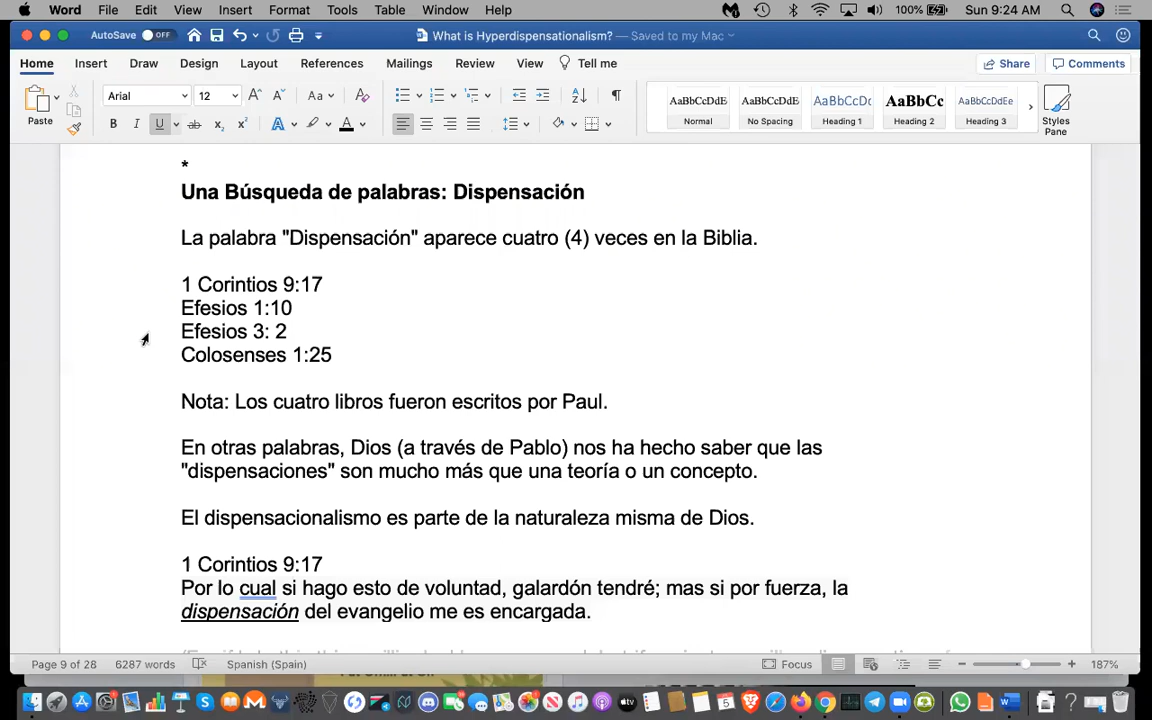 Word File Edit View Insert Format Tools Table Window Help 100% Sun 9:24 AM
AutoSave OFF What is Hyperdispensationalism? — Saved to my Mac
Home Insert Draw Design Layout References Mailings Review View Tell me Share Comments
Paste Arial 12 AaBbCcDdE Normal AaBbCcDdE No Spacing AaBbCcDc Heading 1 AaBbCc Heading 2 AaBbCcDdEe Heading 3 Styles Pane
*
Una Búsqueda de palabras: Dispensación
La palabra "Dispensación" aparece cuatro (4) veces en la Biblia.
1 Corintios 9:17
Efesios 1:10
Efesios 3: 2
Colosenses 1:25
Nota: Los cuatro libros fueron escritos por Paul.
En otras palabras, Dios (a través de Pablo) nos ha hecho saber que las
"dispensaciones" son mucho más que una teoría o un concepto.
El dispensacionalismo es parte de la naturaleza misma de Dios.
1 Corintios 9:17
Por lo cual si hago esto de voluntad, galardón tendré; mas si por fuerza, la
dispensación del evangelio me es encargada.
Page 9 of 28 6287 words Spanish (Spain) Focus 187%